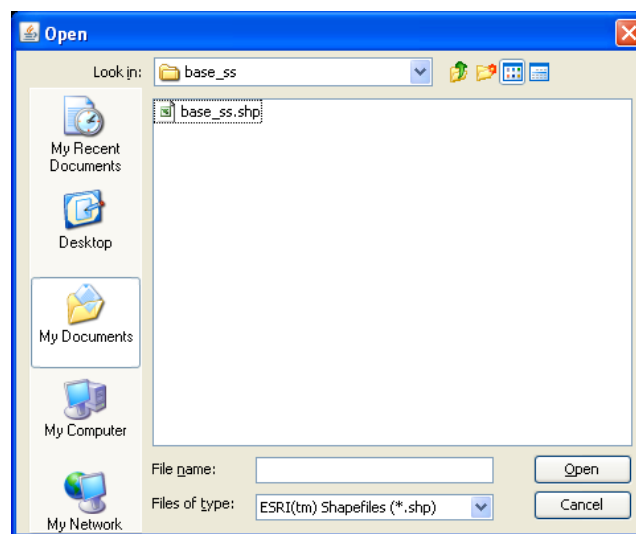 Open
Look in:
base_ss
base_ss.shp
My Recent
Documents
Desktop
My Documents
My Computer
My Network
File name:
Open
Files of type:
ESRI(tm) Shapefiles (*.shp)
Cancel